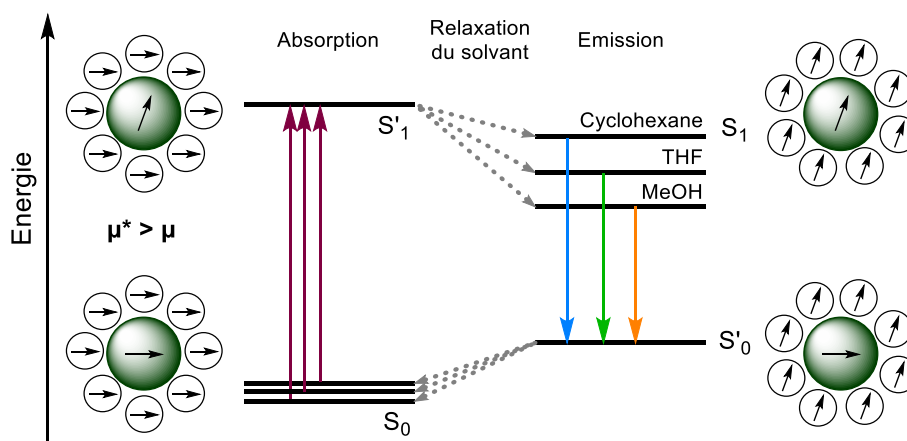 Absorption
Relaxation
du solvant
Emission
Energie
S'1
Cyclohexane
S1
THF
MeOH
μ* > μ
S'0
S0